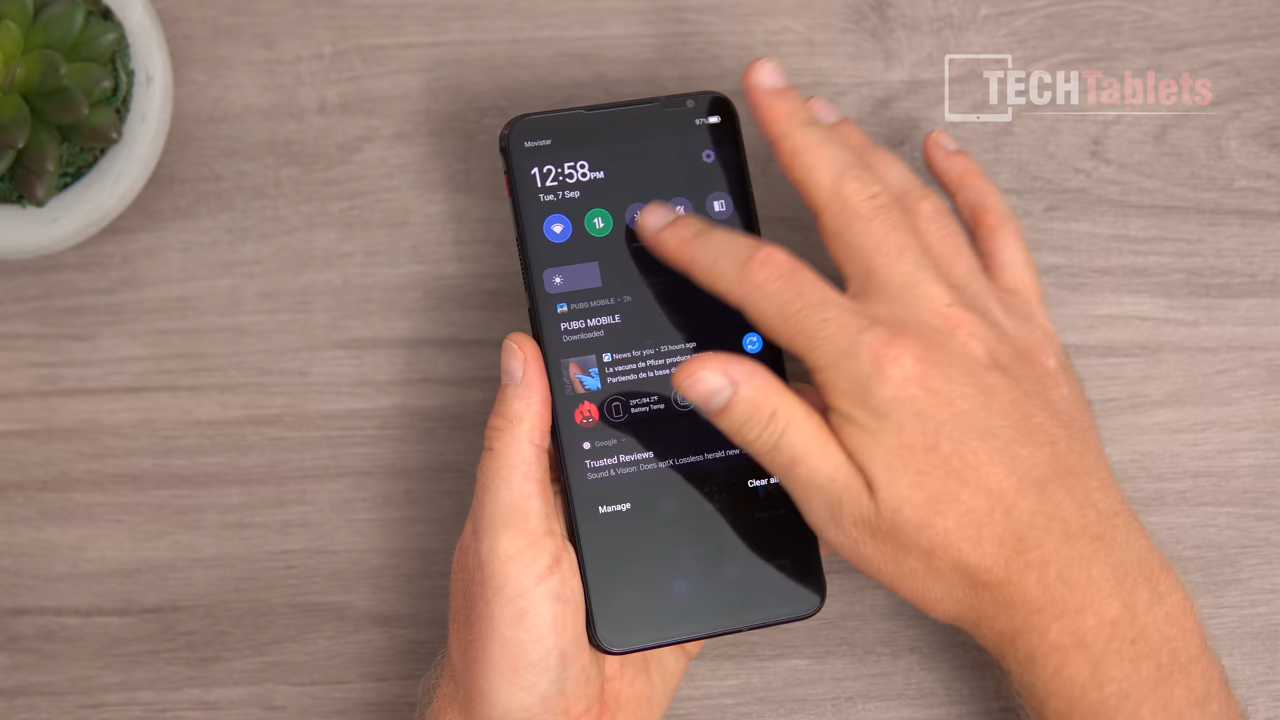 TECHTablets
Movistar
97%
12:58PM
Tue, 7 Sep
PUBG MOBILE • 2h
PUBG MOBILE
Downloaded
News for you • 23 hours ago
La vacuna de Pfizer produce
Partiendo de la base
29°C/84.2°F
Battery Temp
Google
Trusted Reviews
Sound & Vision: Does aptX Lossless herald new
Clear all
Manage